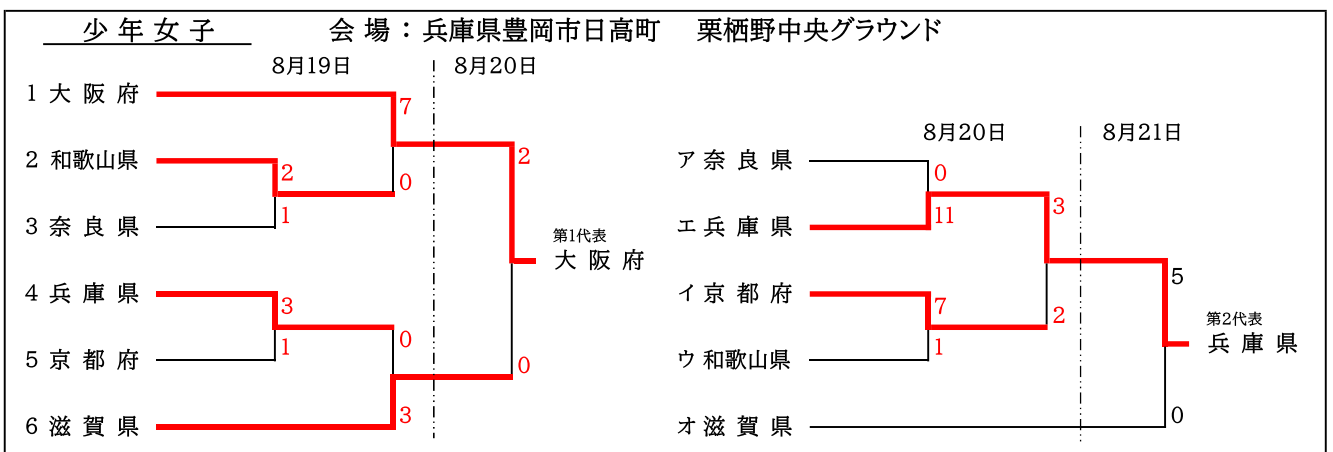 少年女子 会場：兵庫県豊岡市日高町 栗栖野中央グラウンド
8月19日 8月20日
1 大阪府
7
2 和歌山県
2
0
2
1
3 奈良県
第1代表
大阪府
4 兵庫県
3
0
1
5 京都府
0
3
6 滋賀県
8月20日 8月21日
ア 奈良県
0
エ 兵庫県
11
3
イ 京都府
7
2
1
ウ 和歌山県
5
第2代表
兵庫県
0
オ 滋賀県